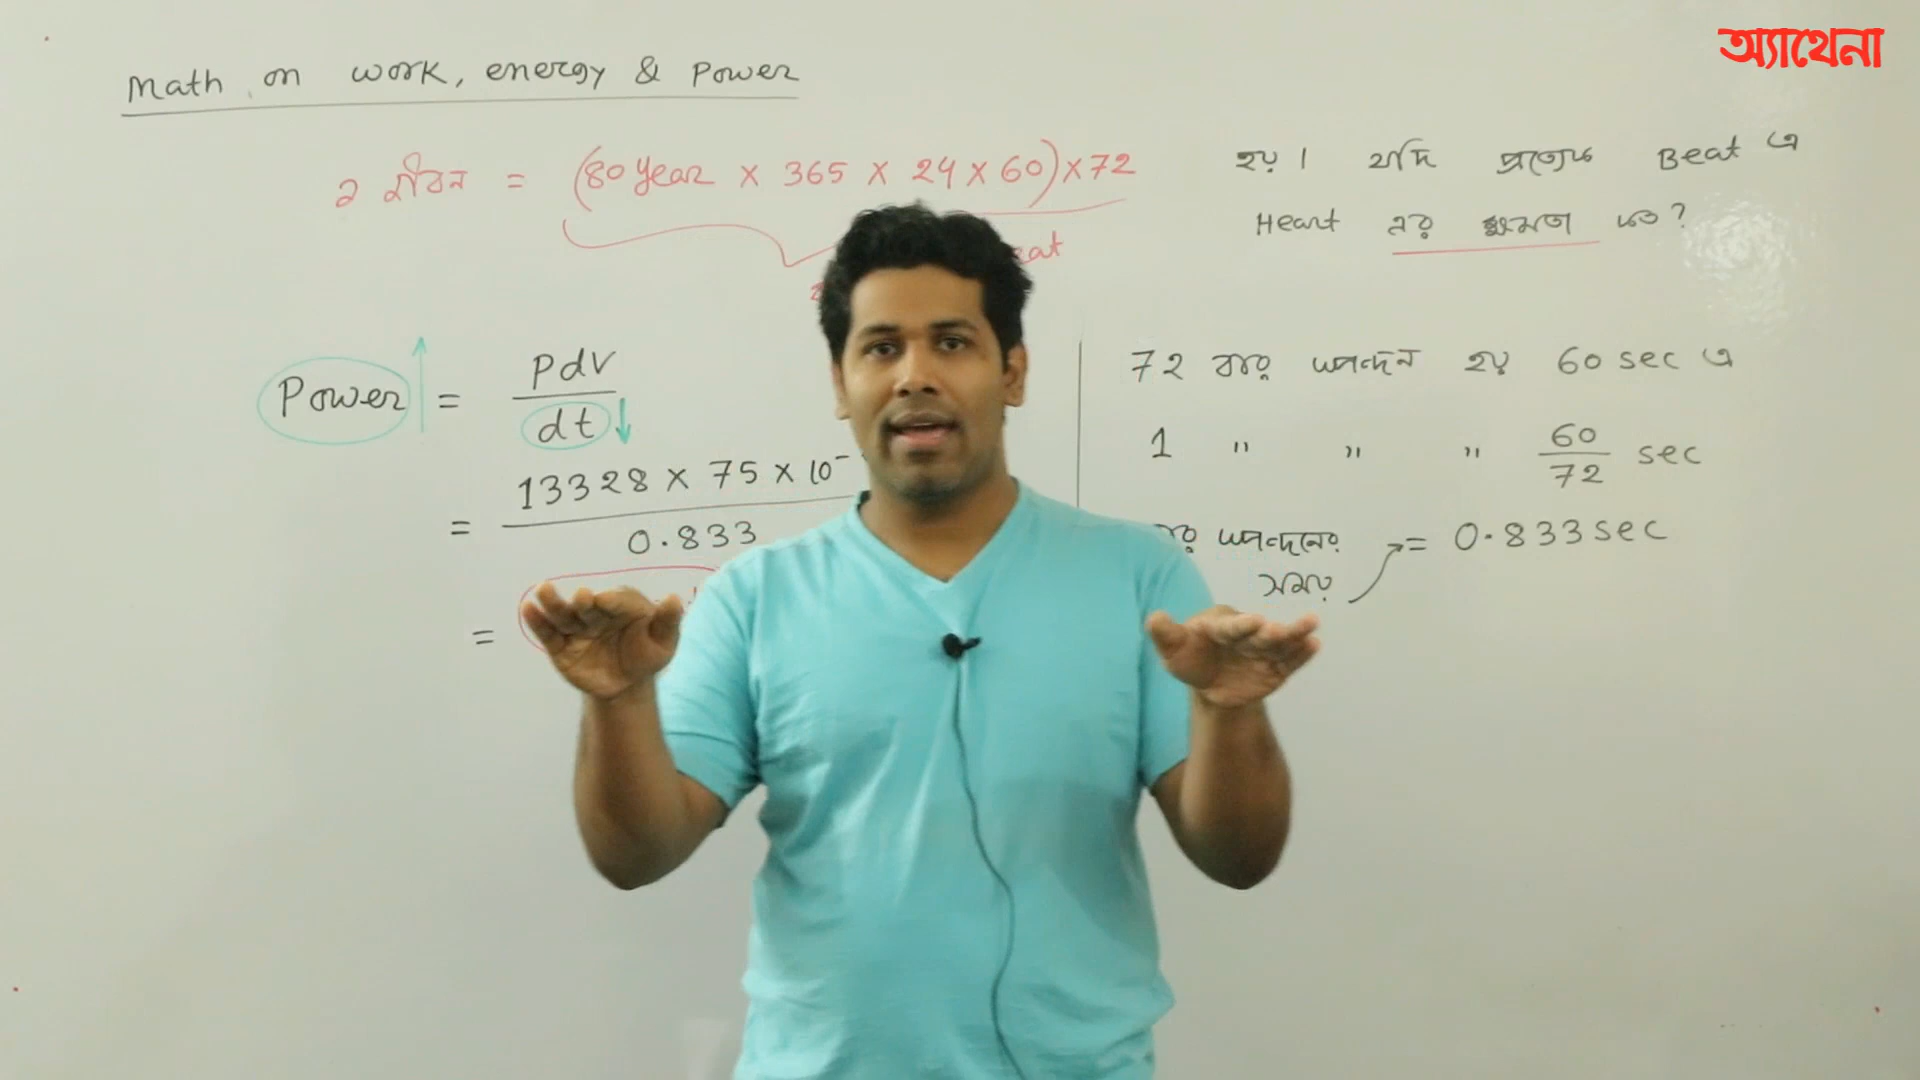 অ্যাথেনা
Math on work, energy & Power
১ জীবন = (80 year × 365 × 24 × 60) × 72
হয় । যদি প্রত্যেক Beat এ
Heart এর ক্ষমতা কত?
Power = PdV / dt
= 13328 × 75 × 10⁻ / 0.833
=
72 বার স্পন্দন হয় 60 sec এ
1 " " " 60/72 sec
স্পন্দনের সময় = 0.833 sec